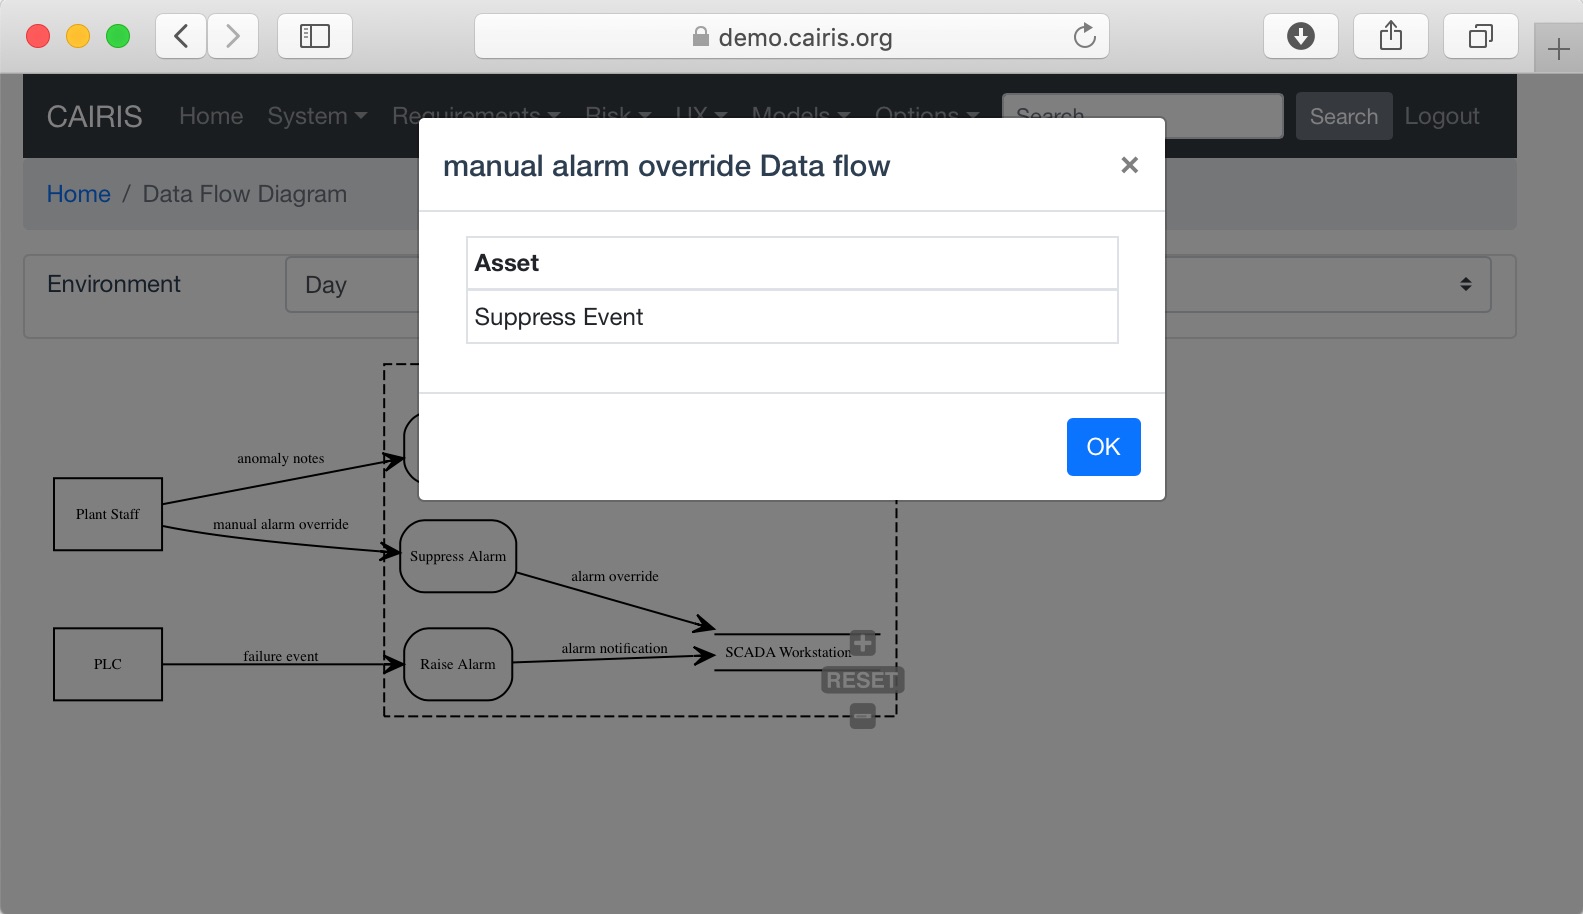 demo.cairis.org
CAIRIS Home System Requirements Risk UX Models Options Search Search Logout
manual alarm override Data flow
×
Home / Data Flow Diagram
Asset
Suppress Event
Environment
Day
OK
anomaly notes
Plant Staff
manual alarm override
Suppress Alarm
alarm override
PLC
failure event
Raise Alarm
alarm notification
SCADA Workstation
+
RESET
−